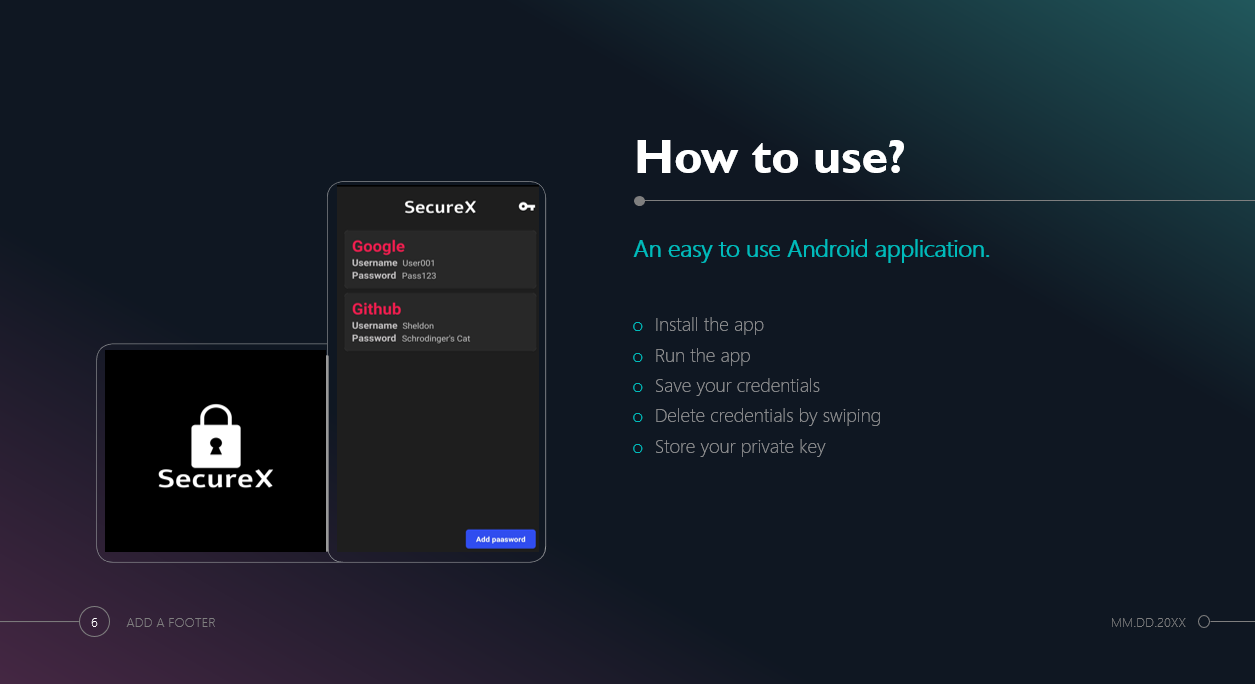 How to use?
An easy to use Android application.
Install the app
Run the app
Save your credentials
Delete credentials by swiping
Store your private key
SecureX
Google
Username User001
Password Pass123
Github
Username Sheldon
Password Schrodinger's Cat
Add paasword
SecureX
6
ADD A FOOTER
MM.DD.20XX